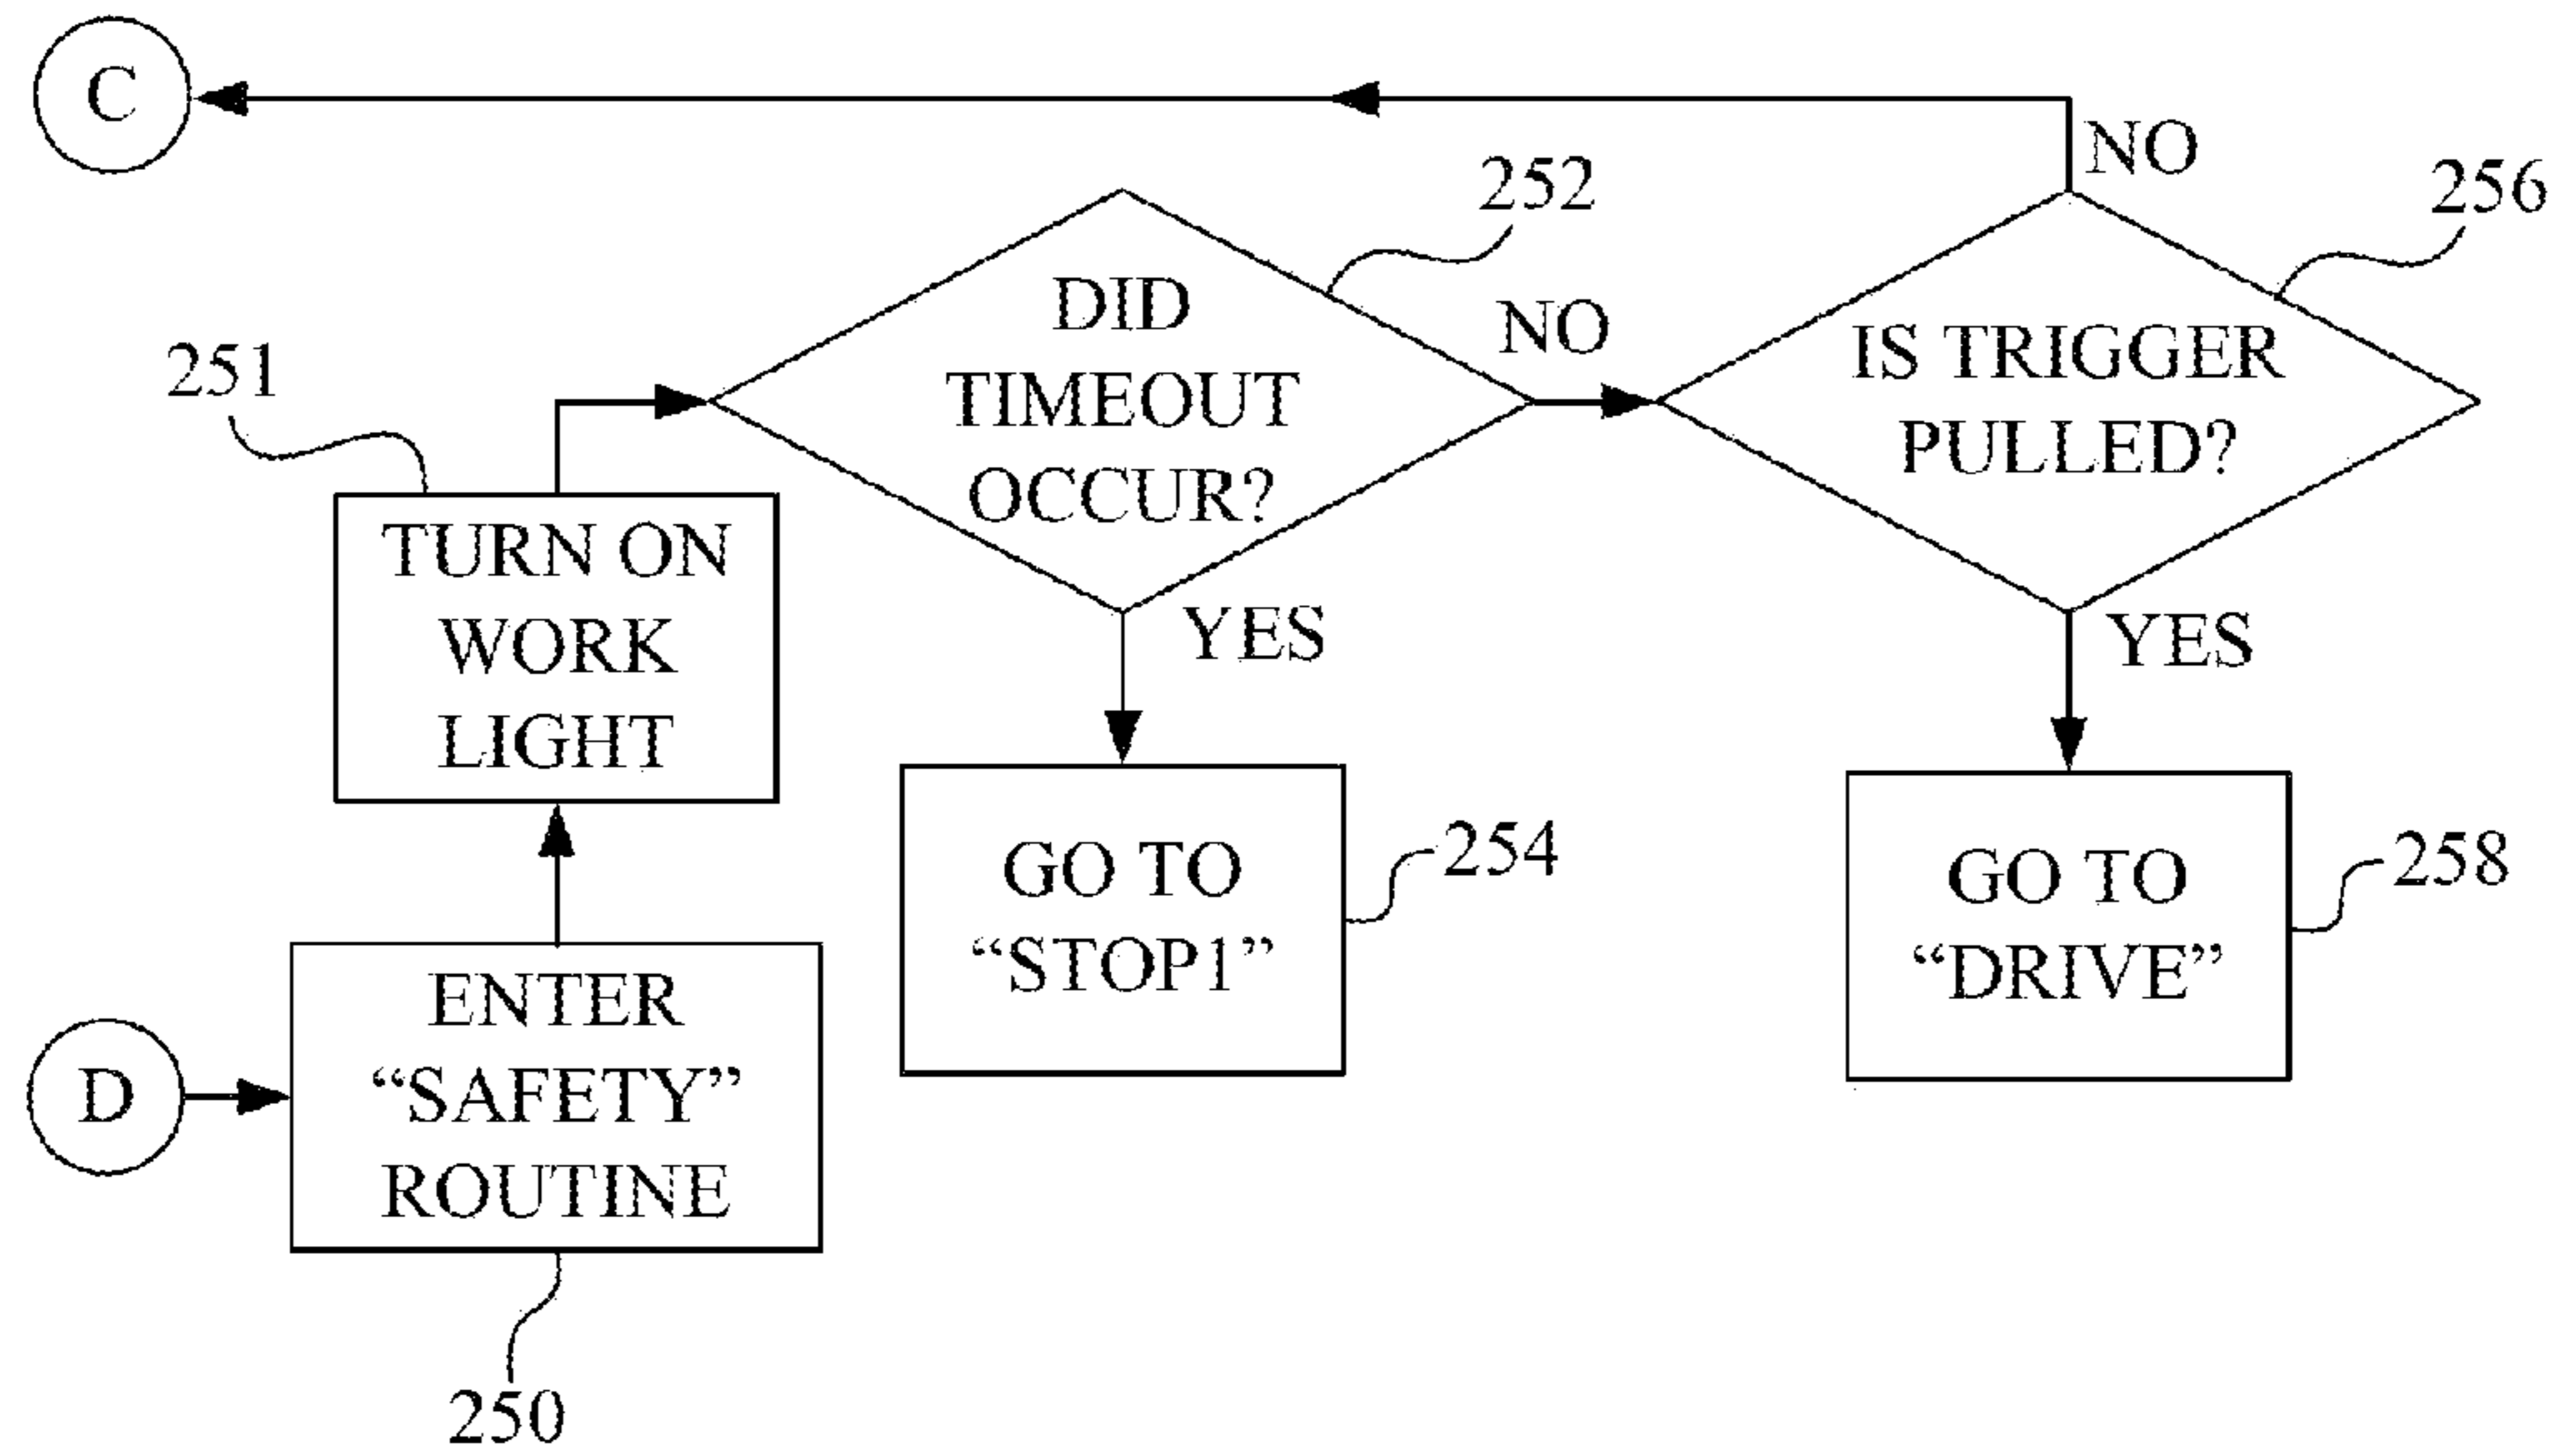 C
NO
252
256
DID
TIMEOUT
OCCUR?
NO
IS TRIGGER
PULLED?
251
TURN ON
WORK
LIGHT
YES
YES
GO TO
“STOP1”
254
GO TO
“DRIVE”
258
D
ENTER
“SAFETY”
ROUTINE
250